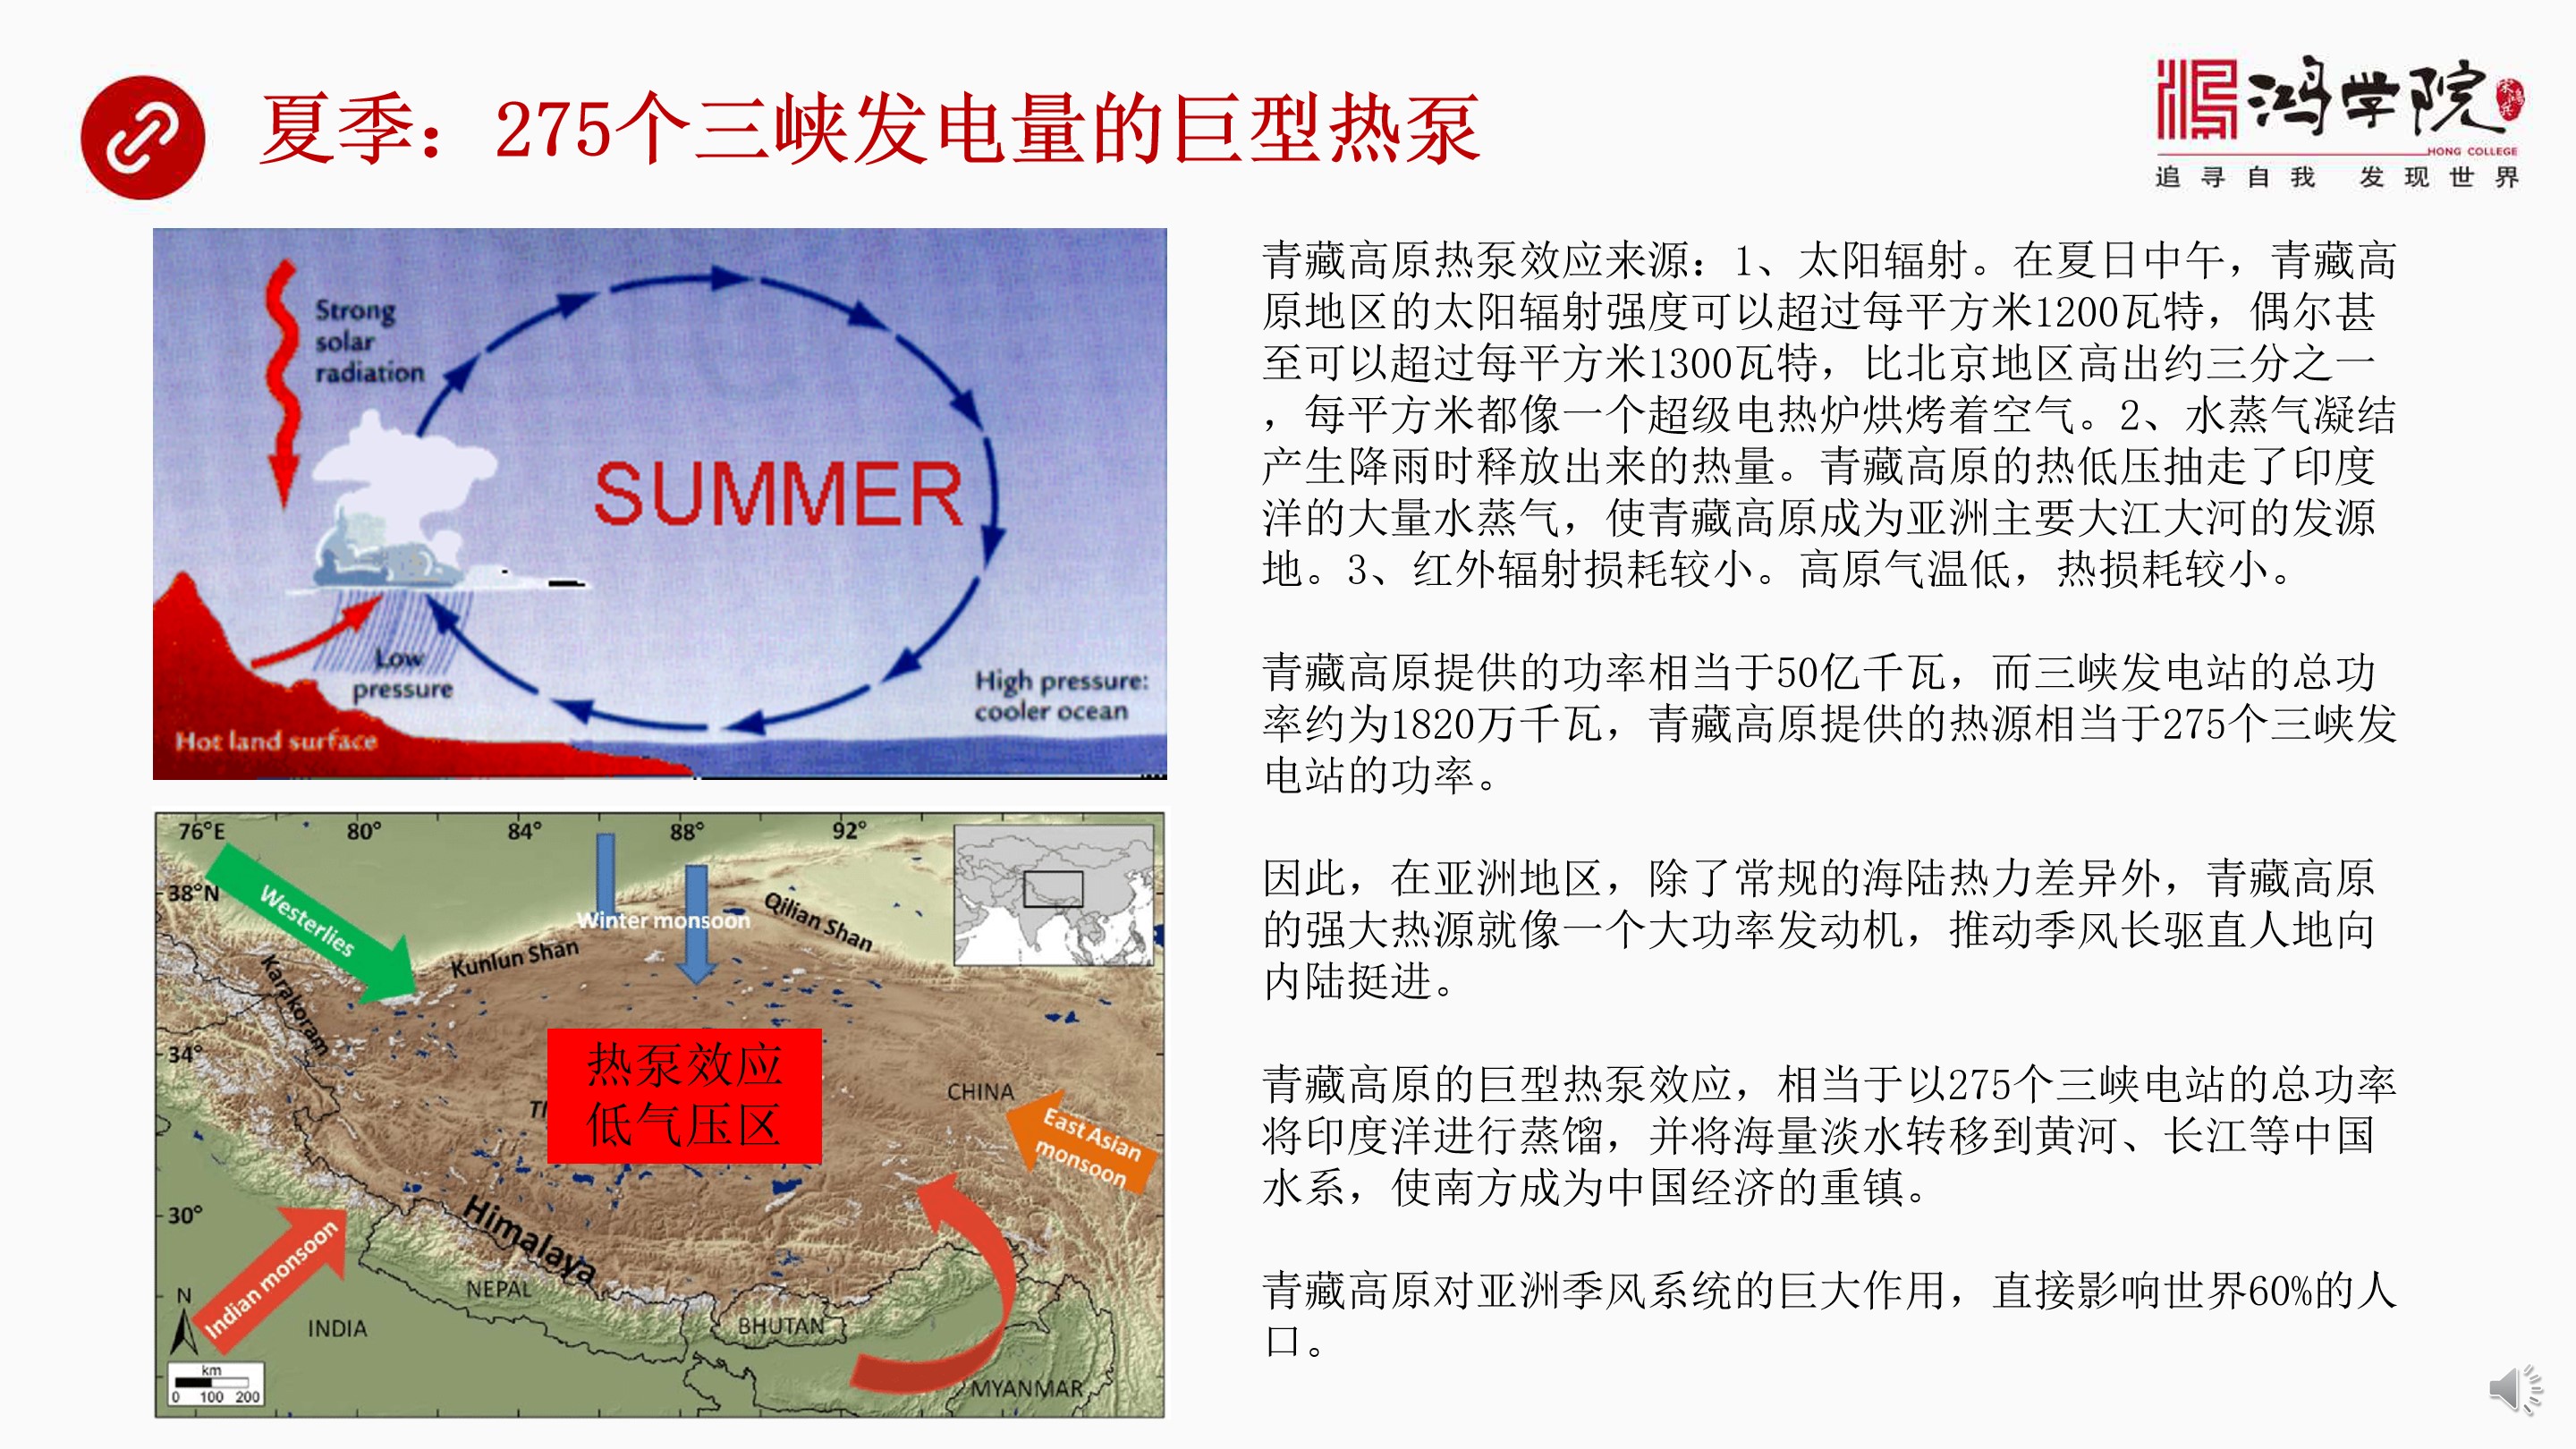 夏季：275个三峡发电量的巨型热泵
鸿学院
HONG COLLEGE
追寻自我 发现世界
Strong
solar
radiation
SUMMER
Low
pressure
High pressure:
cooler ocean
Hot land surface
青藏高原热泵效应来源：1、太阳辐射。在夏日中午，青藏高
原地区的太阳辐射强度可以超过每平方米1200瓦特，偶尔甚
至可以超过每平方米1300瓦特，比北京地区高出约三分之一
，每平方米都像一个超级电热炉烘烤着空气。2、水蒸气凝结
产生降雨时释放出来的热量。青藏高原的热低压抽走了印度
洋的大量水蒸气，使青藏高原成为亚洲主要大江大河的发源
地。3、红外辐射损耗较小。高原气温低，热损耗较小。
青藏高原提供的功率相当于50亿千瓦，而三峡发电站的总功
率约为1820万千瓦，青藏高原提供的热源相当于275个三峡发
电站的功率。
因此，在亚洲地区，除了常规的海陆热力差异外，青藏高原
的强大热源就像一个大功率发动机，推动季风长驱直人地向
内陆挺进。
青藏高原的巨型热泵效应，相当于以275个三峡电站的总功率
将印度洋进行蒸馏，并将海量淡水转移到黄河、长江等中国
水系，使南方成为中国经济的重镇。
青藏高原对亚洲季风系统的巨大作用，直接影响世界60%的人
口。
76°E 80° 84° 88° 92°
38°N
34°
30°
Westerlies
Winter monsoon
Qilian Shan
Kunlun Shan
Karakoram
热泵效应
低气压区
CHINA
East Asian
monsoon
Himalaya
Indian monsoon
NEPAL
BHUTAN
INDIA
MYANMAR
N
km
0 100 200